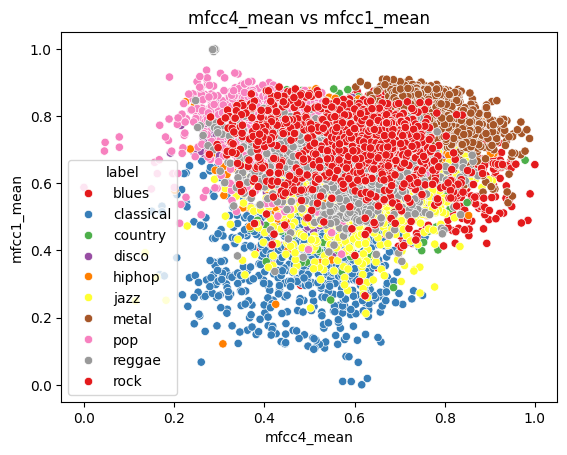 mfcc4_mean vs mfcc1_mean
mfcc1_mean
1.0
0.8
0.6
0.4
0.2
0.0
label
blues
classical
country
disco
hiphop
jazz
metal
pop
reggae
rock
0.0 0.2 0.4 0.6 0.8 1.0
mfcc4_mean